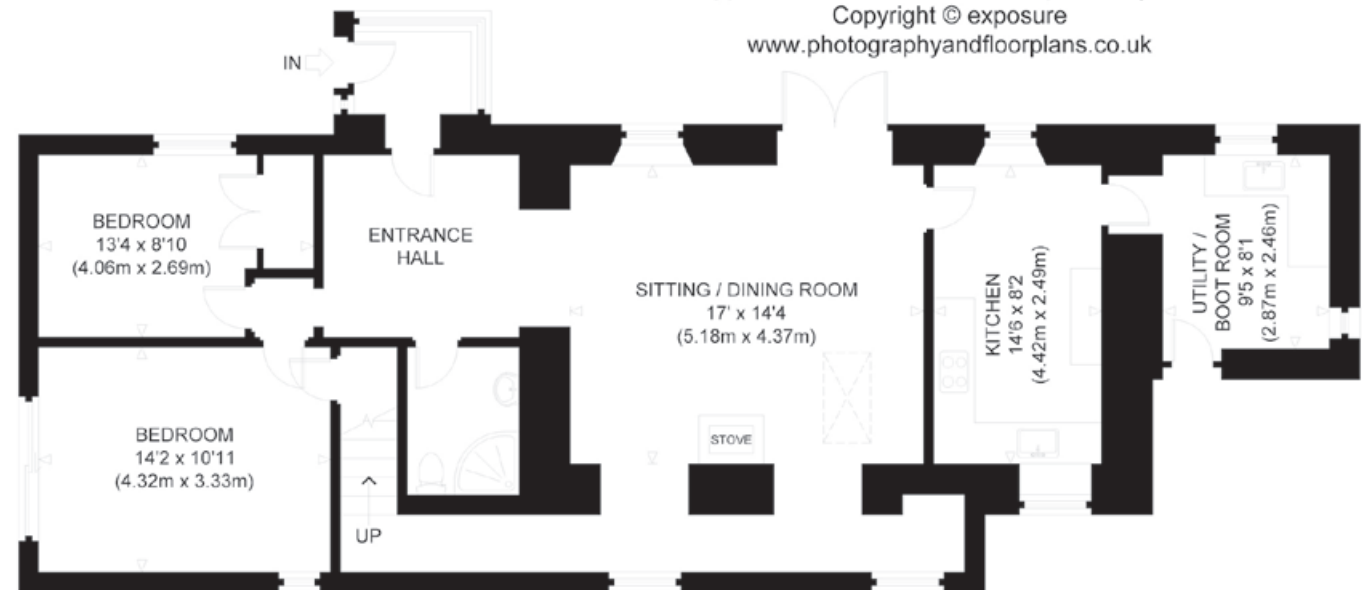 Copyright © exposure
www.photographyandfloorplans.co.uk
IN
BEDROOM
13'4 x 8'10
(4.06m x 2.69m)
ENTRANCE
HALL
SITTING / DINING ROOM
17' x 14'4
(5.18m x 4.37m)
KITCHEN
14'6 x 8'2
(4.42m x 2.49m)
UTILITY /
BOOT ROOM
9'5 x 8'1
(2.87m x 2.46m)
BEDROOM
14'2 x 10'11
(4.32m x 3.33m)
STOVE
UP